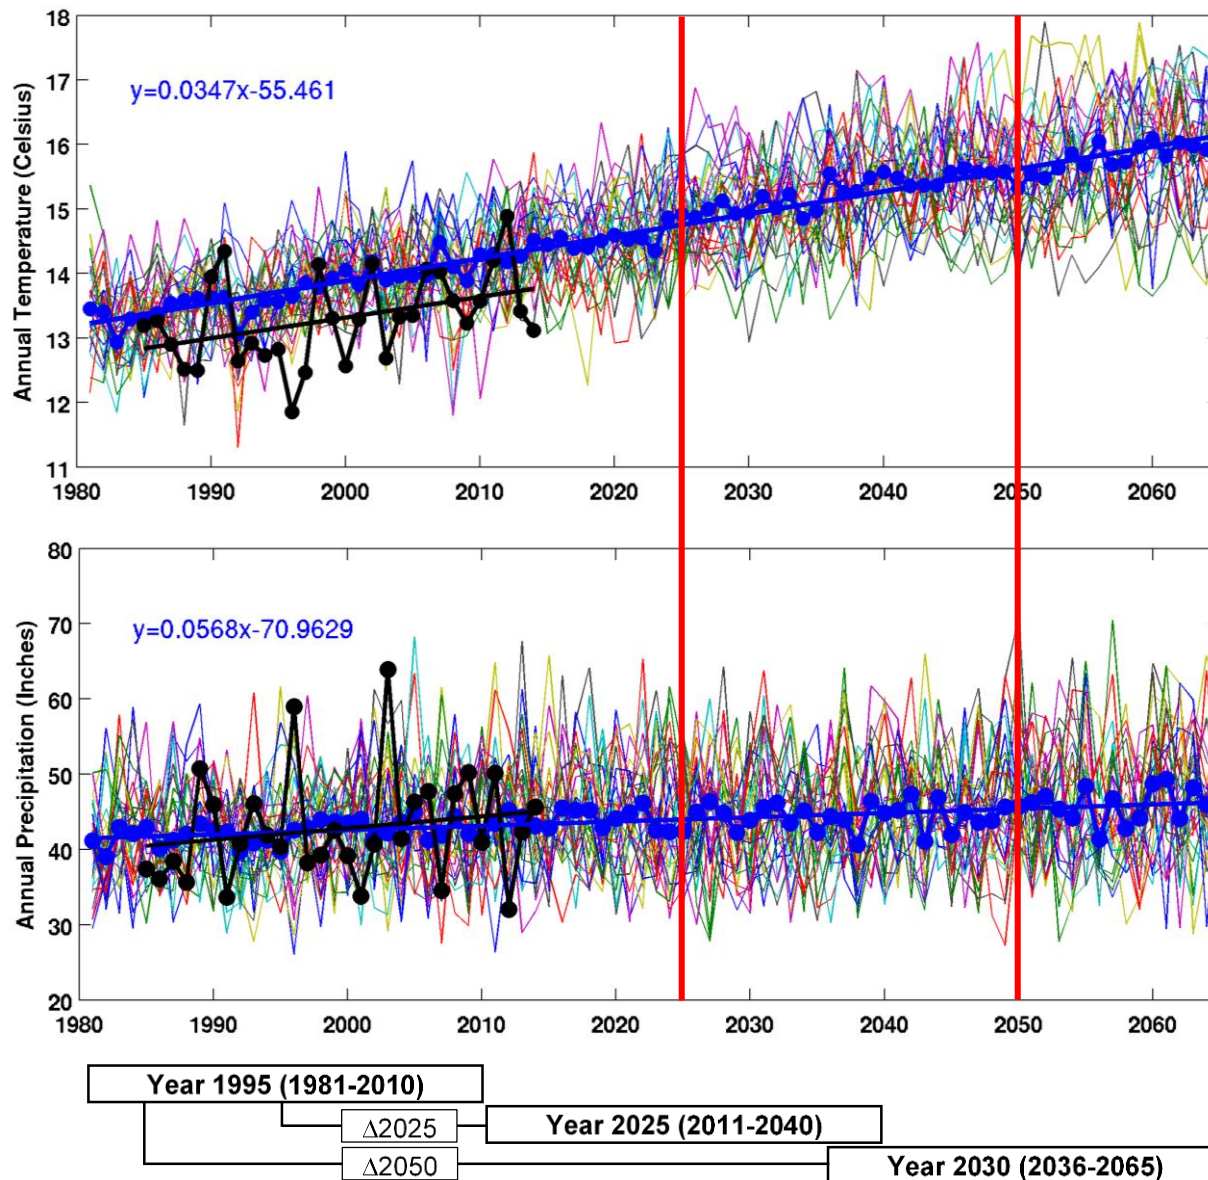 18
17
16
15
14
13
12
11
Annual Temperature (Celsius)
y=0.0347x-55.461
1980 1990 2000 2010 2020 2030 2040 2050 2060
80
70
60
50
40
30
20
Annual Precipitation (Inches)
y=0.0568x-70.9629
1980 1990 2000 2010 2020 2030 2040 2050 2060
Year 1995 (1981-2010)
Δ2025 Year 2025 (2011-2040)
Δ2050 Year 2030 (2036-2065)